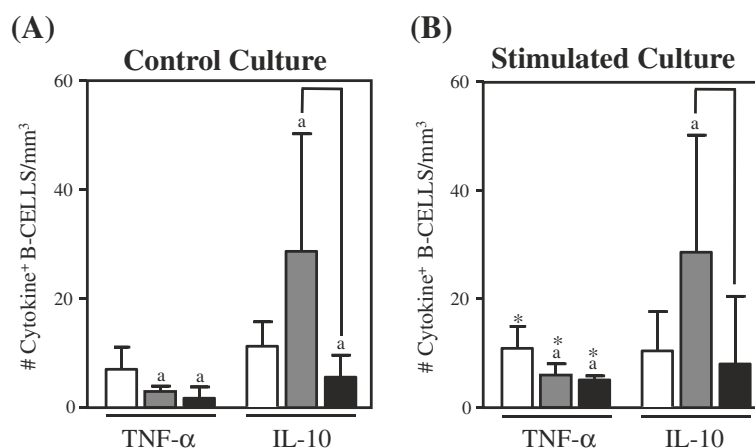 (A)
Control Culture
# Cytokine⁺ B-CELLS/mm³
60
40
20
0
a
a
a
a
TNF-α
IL-10
(B)
Stimulated Culture
# Cytokine⁺ B-CELLS/mm³
60
40
20
0
*
*
a
*
a
a
TNF-α
IL-10